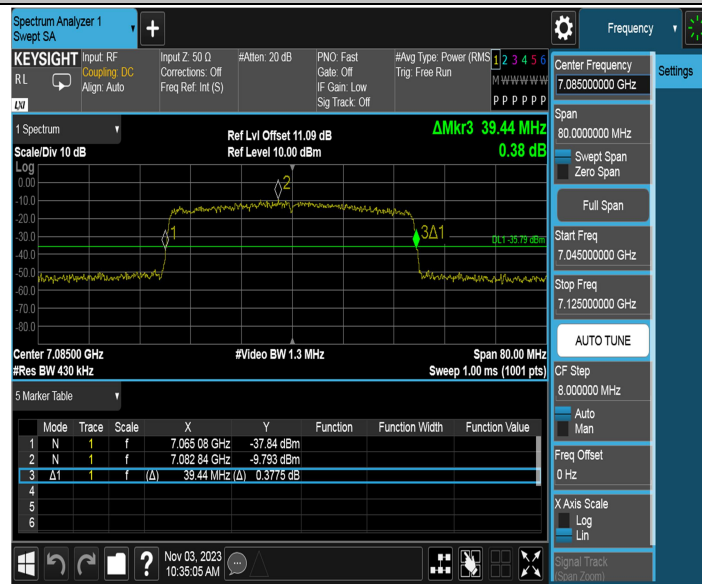 Spectrum Analyzer 1
Swept SA
+
Frequency
KEYSIGHT
RL
LXI
Input: RF
Coupling: DC
Align: Auto
Input Z: 50 Ω
Corrections: Off
Freq Ref: Int (S)
#Atten: 20 dB
PNO: Fast
Gate: Off
IF Gain: Low
Sig Track: Off
#Avg Type: Power (RMS
Trig: Free Run
1 2 3 4 5 6
M W W W W W
P P P P P P
1 Spectrum
Scale/Div 10 dB
Ref Lvl Offset 11.09 dB
Ref Level 10.00 dBm
ΔMkr3 39.44 MHz
0.38 dB
Log
0.00
-10.0
-20.0
-30.0
-40.0
-50.0
-60.0
-70.0
-80.0
2
1
3Δ1
DL1 -35.79 dBm
Center 7.08500 GHz
#Video BW 1.3 MHz
Span 80.00 MHz
#Res BW 430 kHz
Sweep 1.00 ms (1001 pts)
5 Marker Table
Mode Trace Scale X Y Function Function Width Function Value
1 N 1 f 7.065 08 GHz -37.84 dBm
2 N 1 f 7.082 84 GHz -9.793 dBm
3 Δ1 1 f (Δ) 39.44 MHz (Δ) 0.3775 dB
4
5
6
?
Nov 03, 2023
10:35:05 AM
Center Frequency
7.085000000 GHz
Settings
Span
80.0000000 MHz
Swept Span
Zero Span
Full Span
Start Freq
7.045000000 GHz
Stop Freq
7.125000000 GHz
AUTO TUNE
CF Step
8.000000 MHz
Auto
Man
Freq Offset
0 Hz
X Axis Scale
Log
Lin
Signal Track
(Span Zoom)